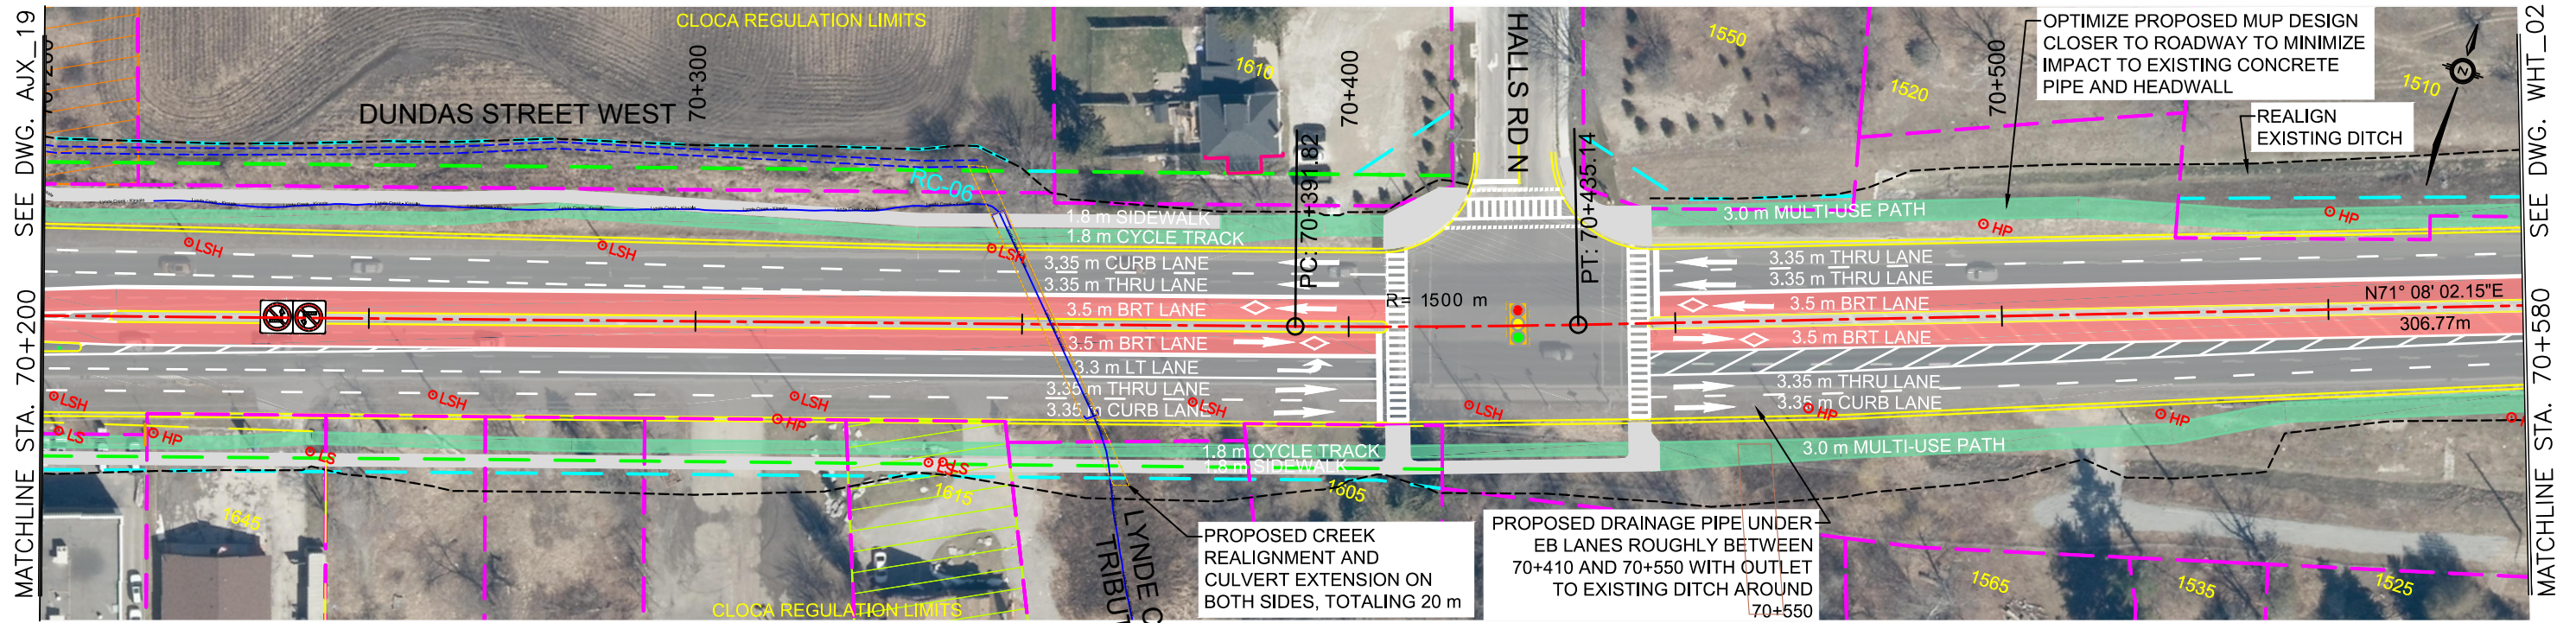 MATCHLINE STA. 70+200 SEE DWG. AJX_19
CLOCA REGULATION LIMITS
DUNDAS STREET WEST
70+300
1610
70+400
HALLS RD N
1550
1520
70+500
OPTIMIZE PROPOSED MUP DESIGN
CLOSER TO ROADWAY TO MINIMIZE
IMPACT TO EXISTING CONCRETE
PIPE AND HEADWALL
1510
REALIGN
EXISTING DITCH
N
MATCHLINE STA. 70+580 SEE DWG. WHT_02
RC-06
PC: 70+391.82
PT: 70+435.14
1.8 m SIDEWALK
1.8 m CYCLE TRACK
3.0 m MULTI-USE PATH
HP
HP
LSH
LSH
LSH
3.35 m CURB LANE
3.35 m THRU LANE
3.5 m BRT LANE
3.35 m THRU LANE
3.35 m THRU LANE
3.5 m BRT LANE
R= 1500 m
N71° 08' 02.15"E
306.77m
3.5 m BRT LANE
3.3 m LT LANE
3.35 m THRU LANE
3.35 m CURB LANE
3.5 m BRT LANE
3.35 m THRU LANE
3.35 m CURB LANE
LSH
LSH
LSH
LSH
LSH
HP
HP
LS
HP
HP
LS
LS
1.8 m CYCLE TRACK
1.8 m SIDEWALK
3.0 m MULTI-USE PATH
1645
1615
1605
LYNDE C
TRIBUT
PROPOSED CREEK
REALIGNMENT AND
CULVERT EXTENSION ON
BOTH SIDES, TOTALING 20 m
PROPOSED DRAINAGE PIPE UNDER
EB LANES ROUGHLY BETWEEN
70+410 AND 70+550 WITH OUTLET
TO EXISTING DITCH AROUND
70+550
1565
1535
1525
CLOCA REGULATION LIMITS